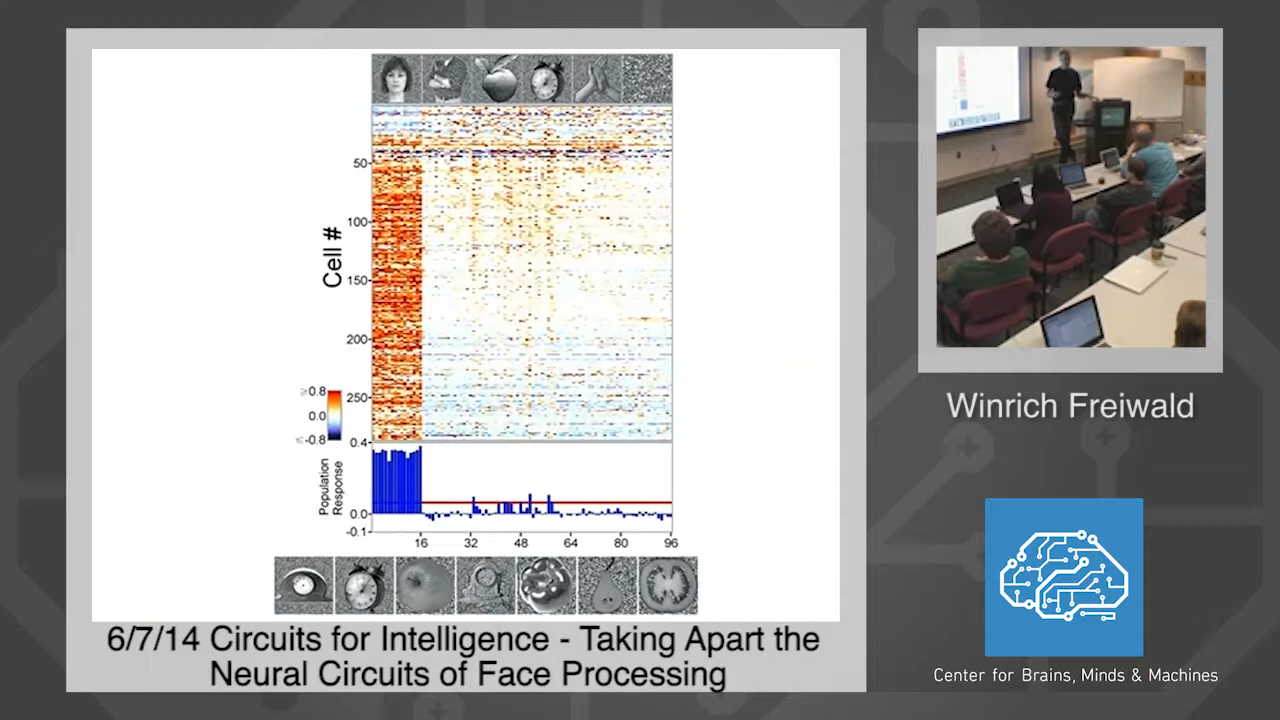 Cell #
50
100
150
200
250
≥0.8
0.0
≤-0.8
0.4
Population
Response
0.0
-0.1
16
32
48
64
80
96
6/7/14 Circuits for Intelligence - Taking Apart the
Neural Circuits of Face Processing
Winrich Freiwald
Center for Brains, Minds & Machines